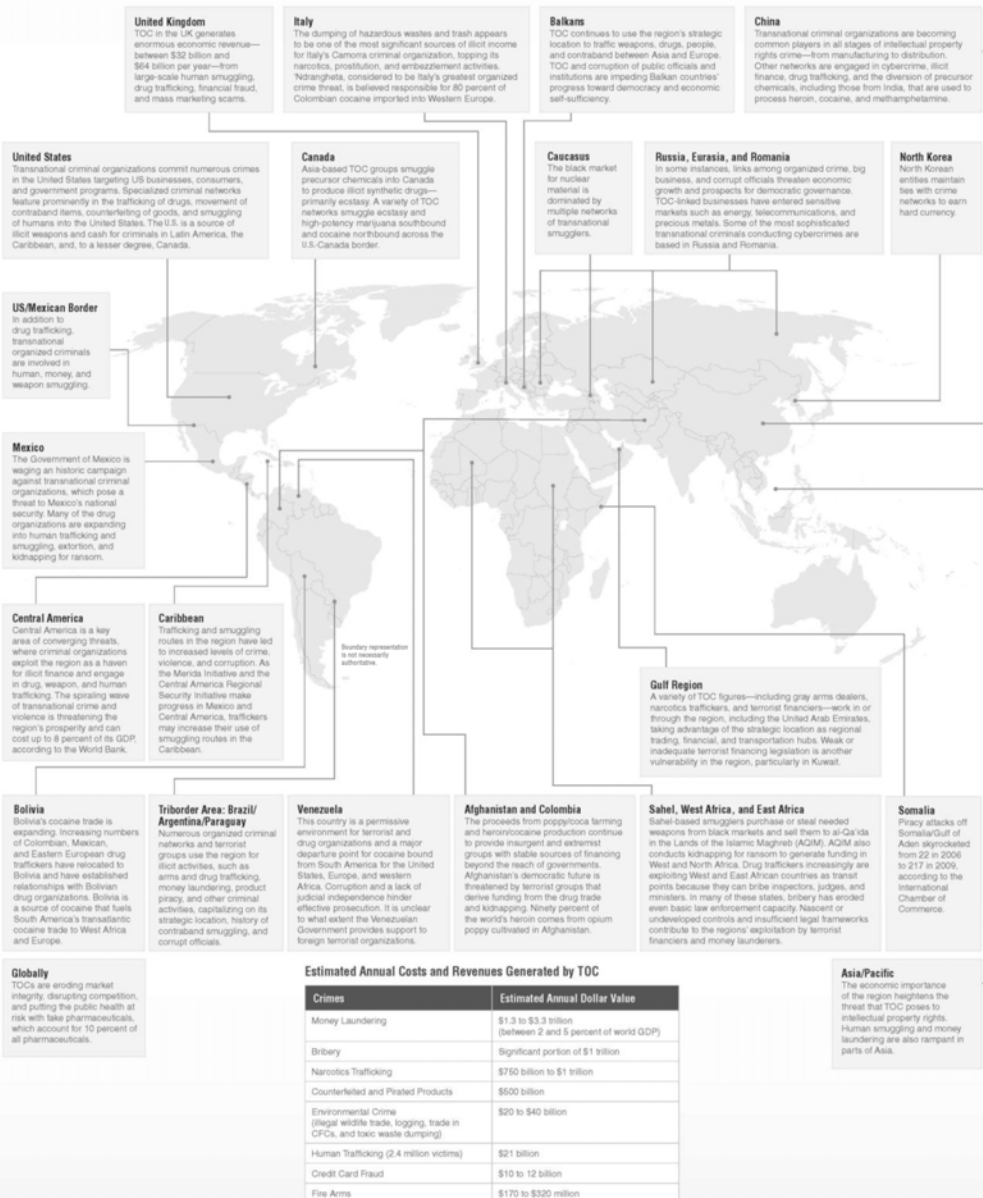 United Kingdom
TOC in the UK generates
enormous economic revenue—
between $32 billion and
$64 billion per year—from
large-scale human smuggling,
drug trafficking, financial fraud,
and mass marketing scams.
Italy
The dumping of hazardous wastes and trash appears
to be one of the most significant sources of illicit income
for Italy's Camorra criminal organization, topping its
narcotics, prostitution, and embezzlement activities.
'Ndrangheta, considered to be Italy's greatest organized
crime threat, is believed responsible for 80 percent of
Colombian cocaine imported into Western Europe.
Balkans
TOC continues to use the region's strategic
location to traffic weapons, drugs, people,
and contraband between Asia and Europe.
TOC and corruption of public officials and
institutions are impeding Balkan countries'
progress toward democracy and economic
self-sufficiency.
China
Transnational criminal organizations are becoming
common players in all stages of intellectual property
rights crime—from manufacturing to distribution.
Other networks are engaged in cybercrime, illicit
finance, drug trafficking, and the diversion of precursor
chemicals, including those from India, that are used to
process heroin, cocaine, and methamphetamine.
United States
Transnational criminal organizations commit numerous crimes
in the United States targeting US businesses, consumers,
and government programs. Specialized criminal networks
feature prominently in the trafficking of drugs, movement of
contraband items, counterfeiting of goods, and smuggling
of humans into the United States. The U.S. is a source of
illicit weapons and cash for criminals in Latin America, the
Caribbean, and, to a lesser degree, Canada.
Canada
Asia-based TOC groups smuggle
precursor chemicals into Canada
to produce illicit synthetic drugs—
primarily ecstasy. A variety of TOC
networks smuggle ecstasy and
high-potency marijuana southbound
and cocaine northbound across the
U.S.-Canada border.
Caucasus
The black market
for nuclear
material is
dominated by
multiple networks
of transnational
smugglers.
Russia, Eurasia, and Romania
In some instances, links among organized crime, big
business, and corrupt officials threaten economic
growth and prospects for democratic governance.
TOC-linked businesses have entered sensitive
markets such as energy, telecommunications, and
precious metals. Some of the most sophisticated
transnational criminals conducting cybercrimes are
based in Russia and Romania.
North Korea
North Korean
entities maintain
ties with crime
networks to earn
hard currency.
US/Mexican Border
In addition to
drug trafficking,
transnational
organized criminals
are involved in
human, money, and
weapon smuggling.
Mexico
The Government of Mexico is
waging an historic campaign
against transnational criminal
organizations, which pose a
threat to Mexico's national
security. Many of the drug
organizations are expanding
into human trafficking and
smuggling, extortion, and
kidnapping for ransom.
Central America
Central America is a key
area of converging threats,
where criminal organizations
exploit the region as a haven
for illicit finance and engage
in drug, weapon, and human
trafficking. The spiraling wave
of transnational crime and
violence is threatening the
region's prosperity and can
cost up to 8 percent of its GDP,
according to the World Bank.
Caribbean
Trafficking and smuggling
routes in the region have led
to increased levels of crime,
violence, and corruption. As
the Merida Initiative and the
Central America Regional
Security Initiative make
progress in Mexico and
Central America, traffickers
may increase their use of
smuggling routes in the
Caribbean.
Boundary representation
is not necessarily
authoritative.
Gulf Region
A variety of TOC figures—including gray arms dealers,
narcotics traffickers, and terrorist financiers—work in or
through the region, including the United Arab Emirates,
taking advantage of the strategic location as regional
trading, financial, and transportation hubs. Weak or
inadequate terrorist financing legislation is another
vulnerability in the region, particularly in Kuwait.
Bolivia
Bolivia's cocaine trade is
expanding. Increasing numbers
of Colombian, Mexican,
and Eastern European drug
traffickers have relocated to
Bolivia and have established
relationships with Bolivian
drug organizations. Bolivia is
a source of cocaine that fuels
South America's transatlantic
cocaine trade to West Africa
and Europe.
Triborder Area: Brazil/
Argentina/Paraguay
Numerous organized criminal
networks and terrorist
groups use the region for
illicit activities, such as
arms and drug trafficking,
money laundering, product
piracy, and other criminal
activities, capitalizing on its
strategic location, history of
contraband smuggling, and
corrupt officials.
Venezuela
This country is a permissive
environment for terrorist and
drug organizations and a major
departure point for cocaine bound
from South America for the United
States, Europe, and western
Africa. Corruption and a lack of
judicial independence hinder
effective prosecution. It is unclear
to what extent the Venezuelan
Government provides support to
foreign terrorist organizations.
Afghanistan and Colombia
The proceeds from poppy/coca farming
and heroin/cocaine production continue
to provide insurgent and extremist
groups with stable sources of financing
beyond the reach of governments.
Afghanistan's democratic future is
threatened by terrorist groups that
derive funding from the drug trade
and kidnapping. Ninety percent of
the world's heroin comes from opium
poppy cultivated in Afghanistan.
Sahel, West Africa, and East Africa
Sahel-based smugglers purchase or steal needed
weapons from black markets and sell them to al-Qa'ida
in the Lands of the Islamic Maghreb (AQIM). AQIM also
conducts kidnapping for ransom to generate funding in
West and North Africa. Drug traffickers increasingly are
exploiting West and East African countries as transit
points because they can bribe inspectors, judges, and
ministers. In many of these states, bribery has eroded
even basic law enforcement capacity. Nascent or
undeveloped controls and insufficient legal frameworks
contribute to the regions' exploitation by terrorist
financiers and money launderers.
Somalia
Piracy attacks off
Somalia/Gulf of
Aden skyrocketed
from 22 in 2006
to 217 in 2009,
according to the
International
Chamber of
Commerce.
Globally
TOCs are eroding market
integrity, disrupting competition,
and putting the public health at
risk with fake pharmaceuticals,
which account for 10 percent of
all pharmaceuticals.
Estimated Annual Costs and Revenues Generated by TOC
Crimes Estimated Annual Dollar Value
Money Laundering $1.3 to $3.3 trillion
(between 2 and 5 percent of world GDP)
Bribery Significant portion of $1 trillion
Narcotics Trafficking $750 billion to $1 trillion
Counterfeited and Pirated Products $500 billion
Environmental Crime $20 to $40 billion
(illegal wildlife trade, logging, trade in
CFCs, and toxic waste dumping)
Human Trafficking (2.4 million victims) $21 billion
Credit Card Fraud $10 to 12 billion
Fire Arms $170 to $320 million
Asia/Pacific
The economic importance
of the region heightens the
threat that TOC poses to
intellectual property rights.
Human smuggling and money
laundering are also rampant in
parts of Asia.